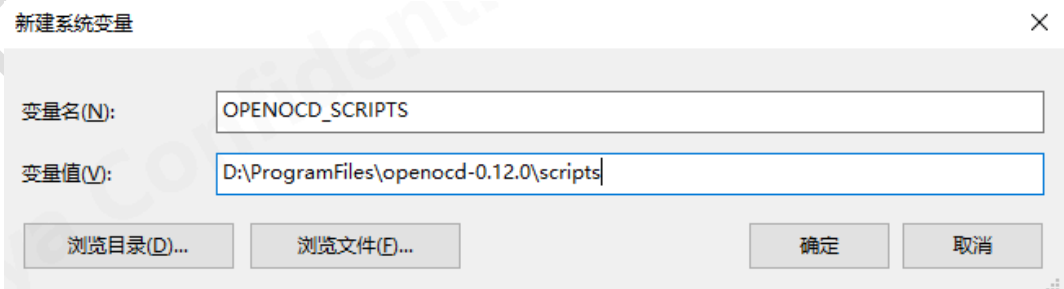 新建系统变量
变量名(N):
OPENOCD_SCRIPTS
变量值(V):
D:\ProgramFiles\openocd-0.12.0\scripts
浏览目录(D)...
浏览文件(F)...
确定
取消